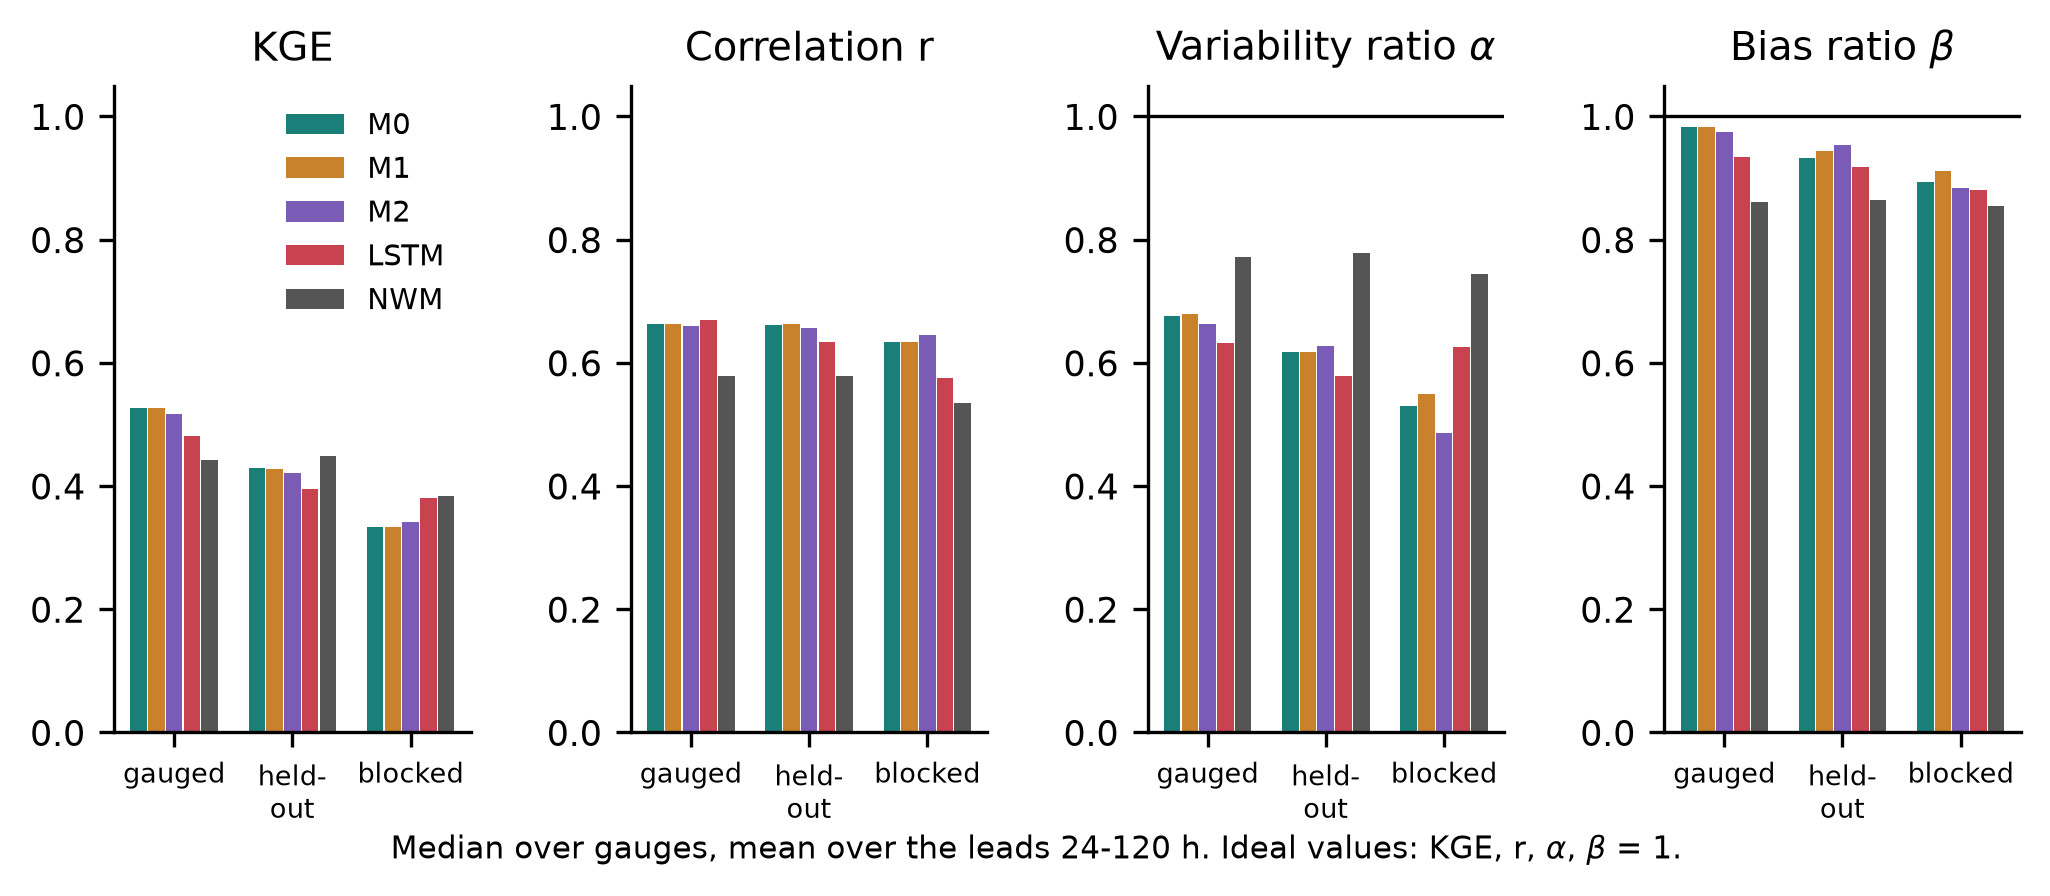 KGE
Correlation r
Variability ratio α
Bias ratio β
1.0
0.8
0.6
0.4
0.2
0.0
M0
M1
M2
LSTM
NWM
gauged
held-
out
blocked
1.0
0.8
0.6
0.4
0.2
0.0
gauged
held-
out
blocked
1.0
0.8
0.6
0.4
0.2
0.0
gauged
held-
out
blocked
1.0
0.8
0.6
0.4
0.2
0.0
gauged
held-
out
blocked
Median over gauges, mean over the leads 24-120 h. Ideal values: KGE, r, α, β = 1.